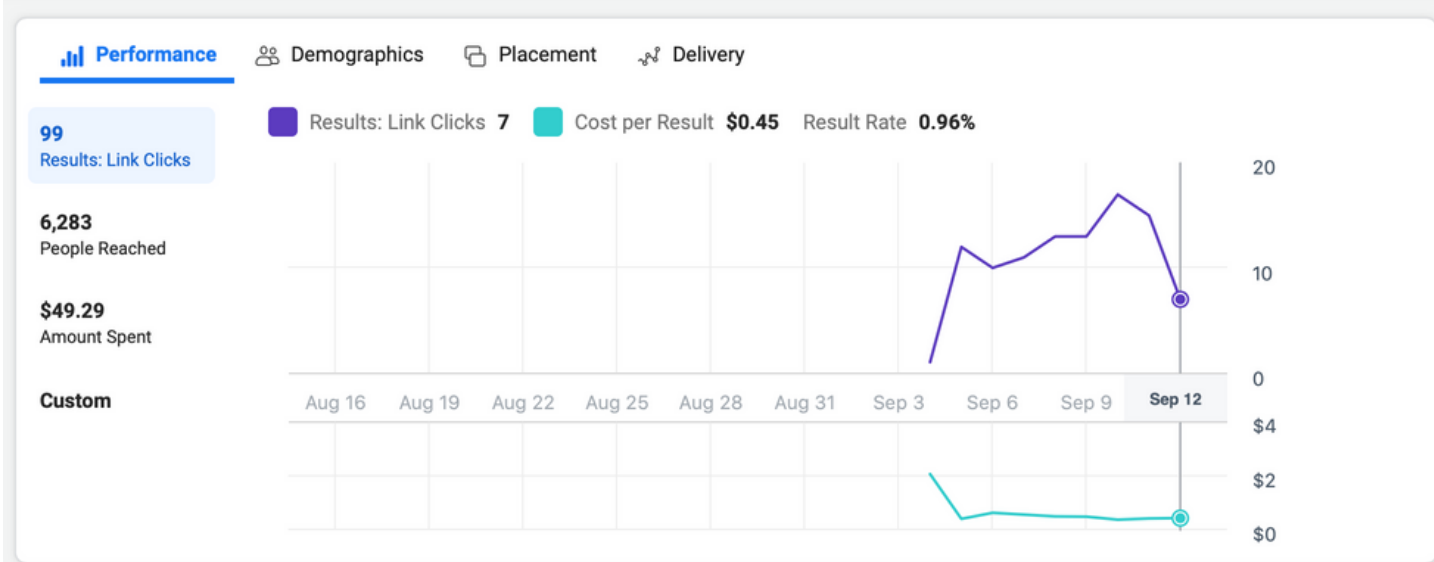 Performance Demographics Placement Delivery
99
Results: Link Clicks
6,283
People Reached
$49.29
Amount Spent
Custom
Results: Link Clicks 7 Cost per Result $0.45 Result Rate 0.96%
20
10
0
Aug 16 Aug 19 Aug 22 Aug 25 Aug 28 Aug 31 Sep 3 Sep 6 Sep 9 Sep 12
$4
$2
$0